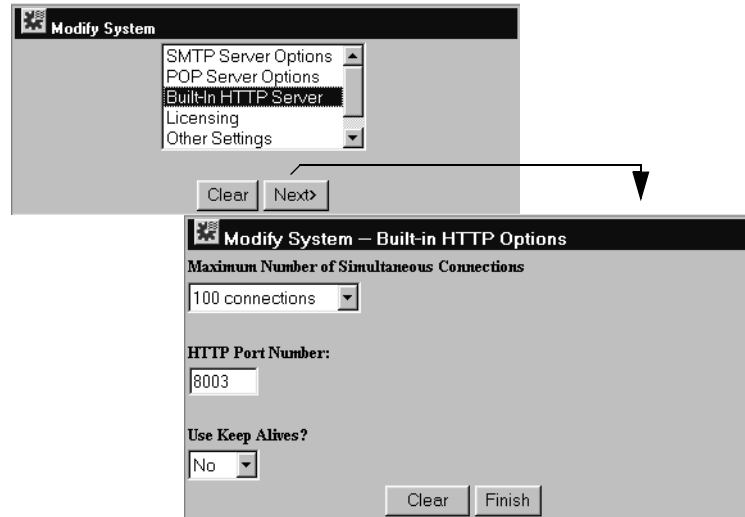 Modify System
SMTP Server Options
POP Server Options
Built-In HTTP Server
Licensing
Other Settings
Clear Next>
Modify System – Built-in HTTP Options
Maximum Number of Simultaneous Connections
100 connections
HTTP Port Number:
8003
Use Keep Alives?
No
Clear Finish